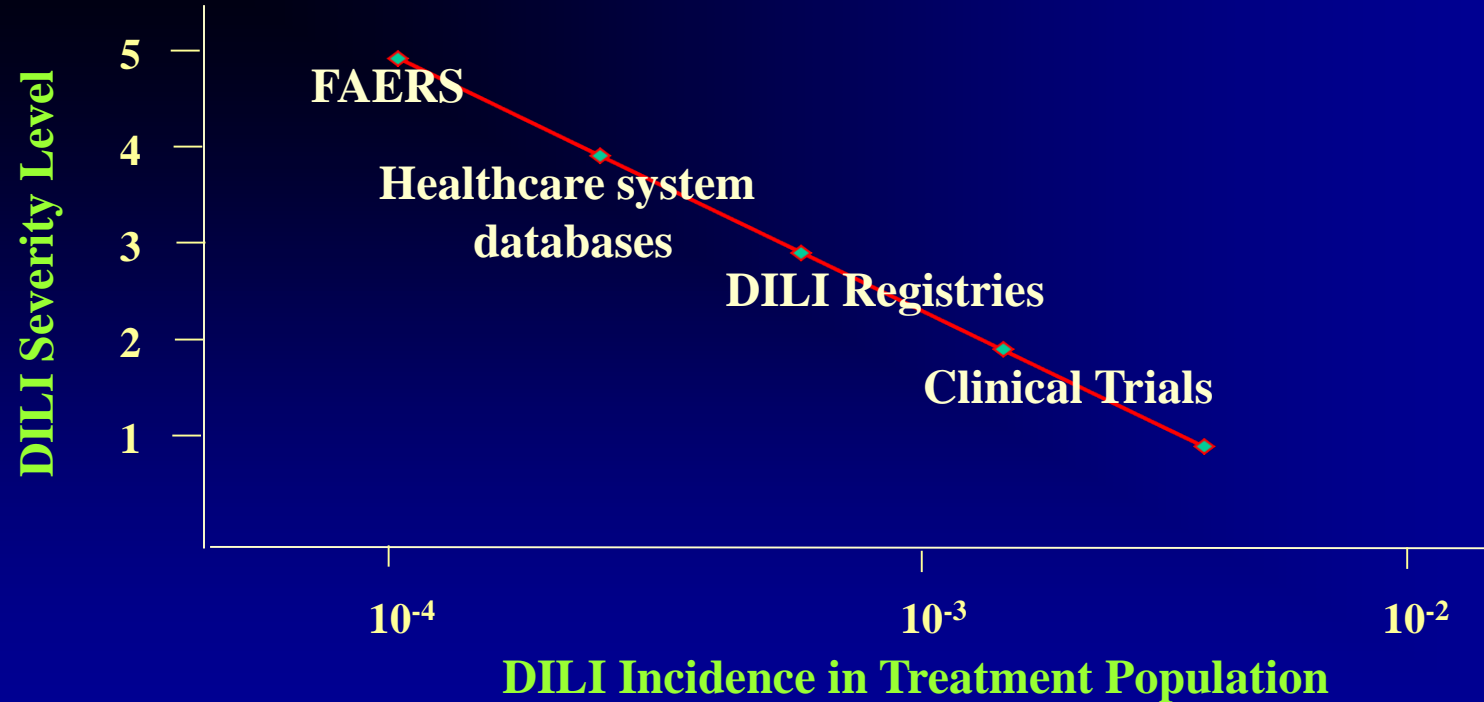 DILI Severity Level
5
4
3
2
1
FAERS
Healthcare system
databases
DILI Registries
Clinical Trials
10⁻⁴
10⁻³
10⁻²
DILI Incidence in Treatment Population